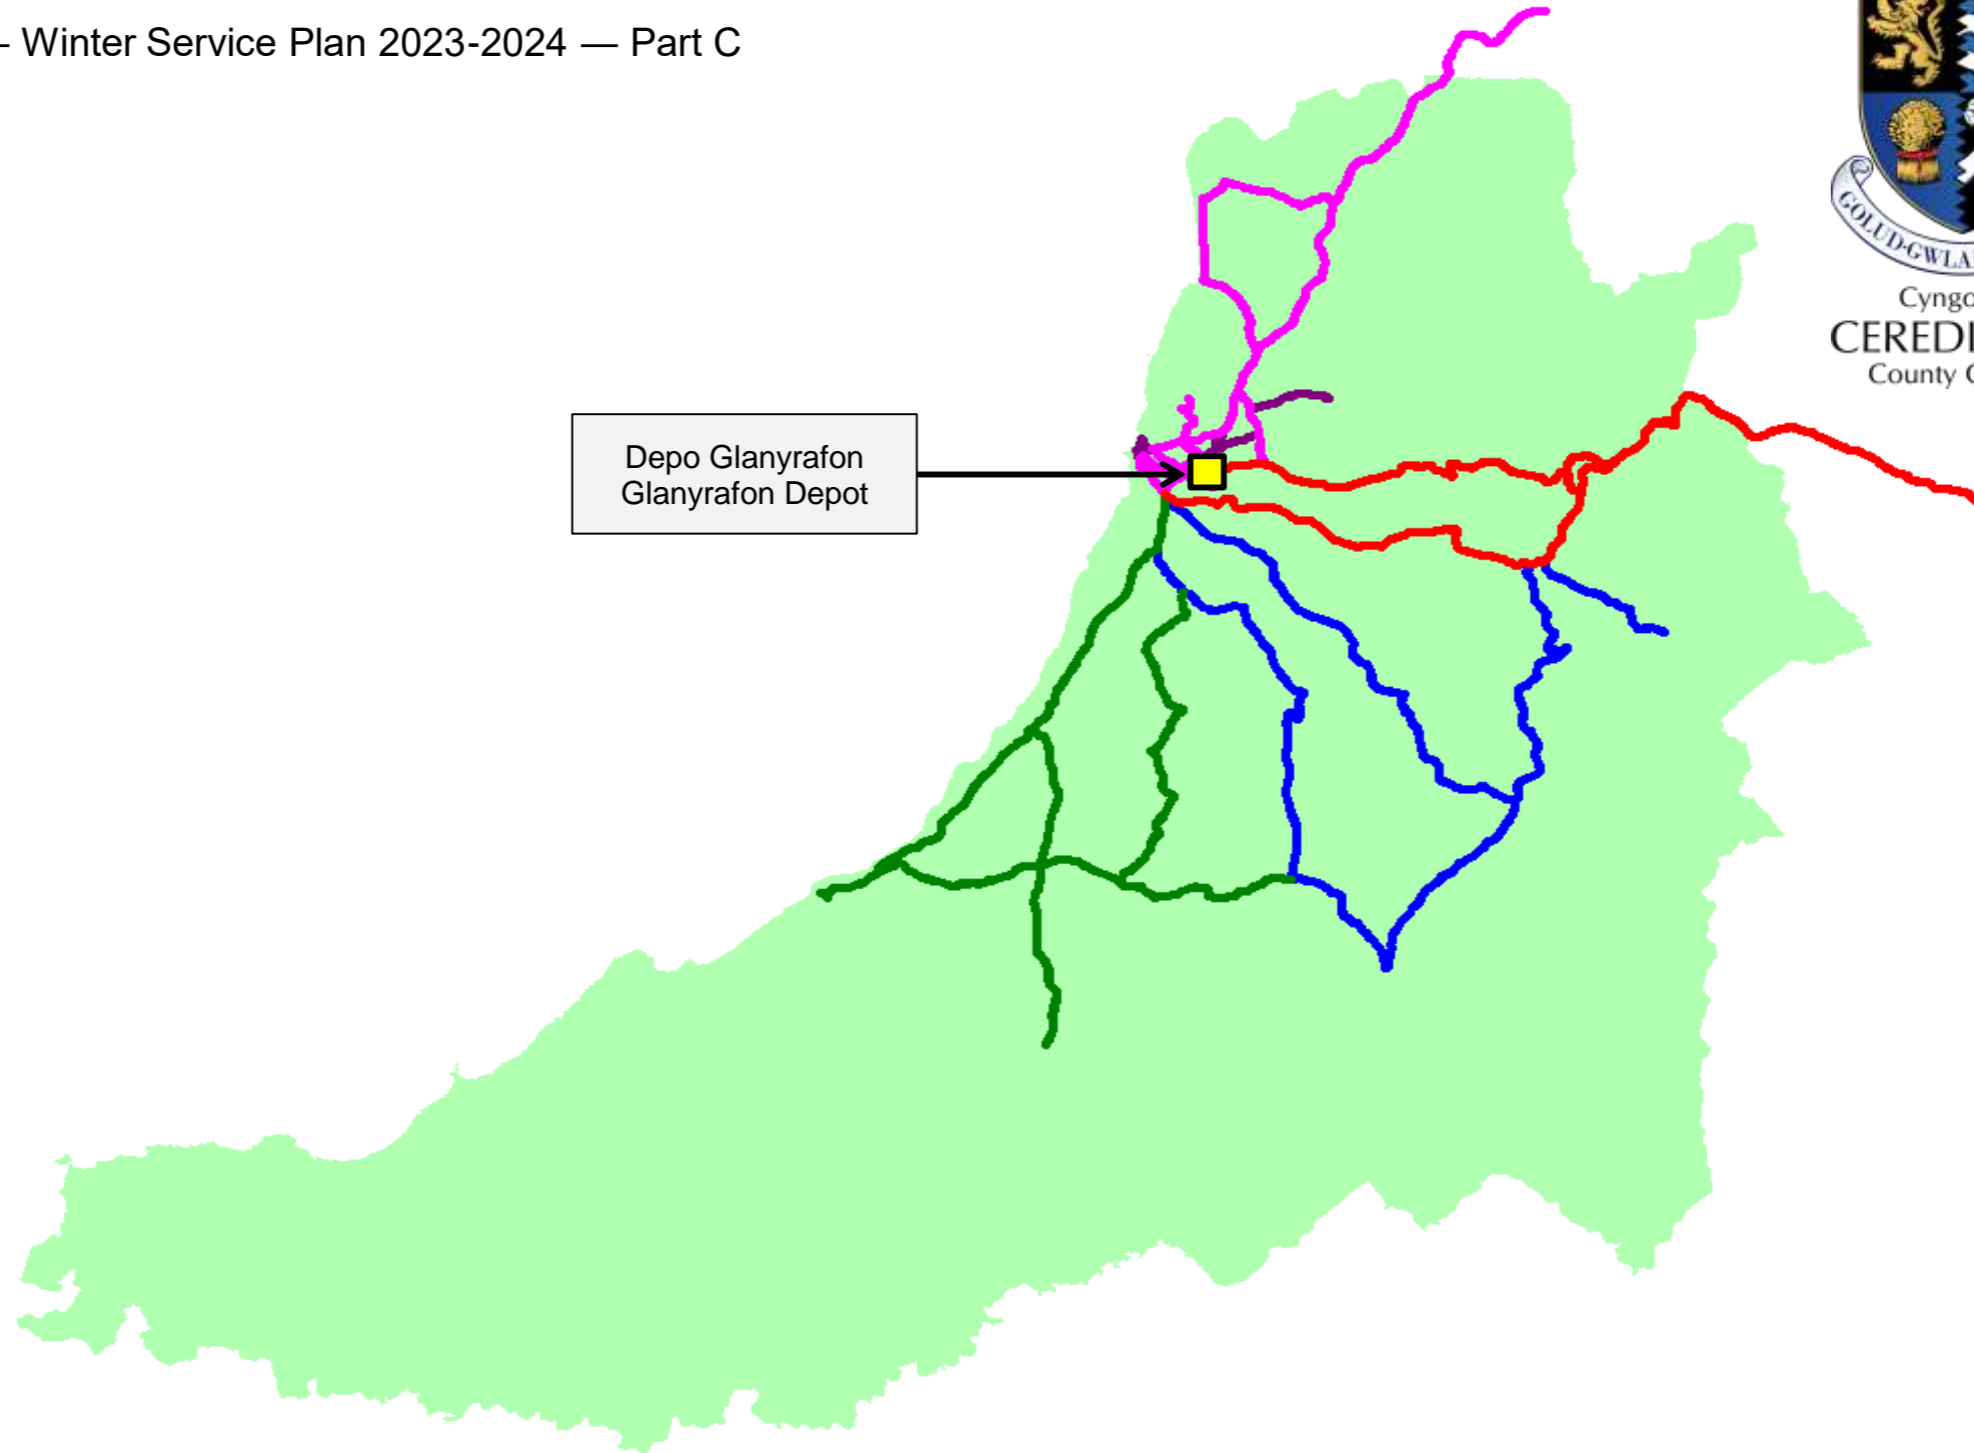 – Winter Service Plan 2023-2024 — Part C
GOLUD·GWLA
Cyngo
CEREDI
County C
Depo Glanyrafon
Glanyrafon Depot